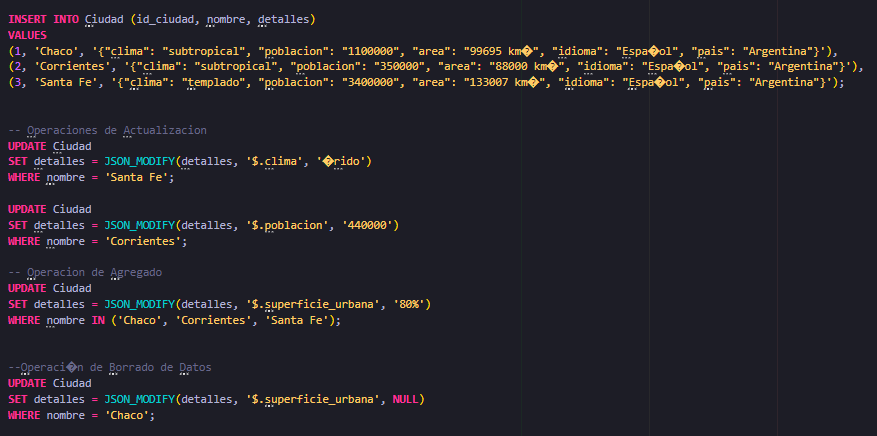 INSERT INTO Ciudad (id_ciudad, nombre, detalles)
VALUES
(1, 'Chaco', '{"clima": "subtropical", "poblacion": "1100000", "area": "99695 km�", "idioma": "Espa�ol", "pais": "Argentina"}'),
(2, 'Corrientes', '{"clima": "subtropical", "poblacion": "350000", "area": "88000 km�", "idioma": "Espa�ol", "pais": "Argentina"}'),
(3, 'Santa Fe', '{"clima": "templado", "poblacion": "3400000", "area": "133007 km�", "idioma": "Espa�ol", "pais": "Argentina"}');
-- Operaciones de Actualizacion
UPDATE Ciudad
SET detalles = JSON_MODIFY(detalles, '$.clima', '�rido')
WHERE nombre = 'Santa Fe';
UPDATE Ciudad
SET detalles = JSON_MODIFY(detalles, '$.poblacion', '440000')
WHERE nombre = 'Corrientes';
-- Operacion de Agregado
UPDATE Ciudad
SET detalles = JSON_MODIFY(detalles, '$.superficie_urbana', '80%')
WHERE nombre IN ('Chaco', 'Corrientes', 'Santa Fe');
--Operaci�n de Borrado de Datos
UPDATE Ciudad
SET detalles = JSON_MODIFY(detalles, '$.superficie_urbana', NULL)
WHERE nombre = 'Chaco';